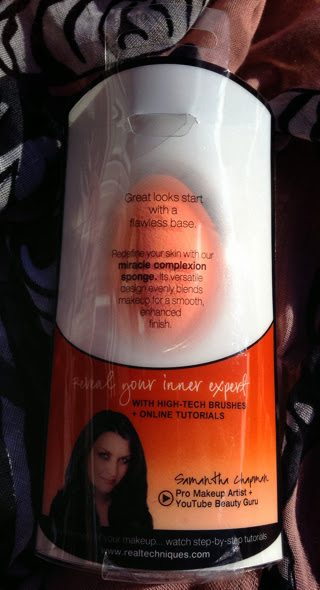 Great looks start
with a
flawless base.
Redefine your skin with our
miracle complexion
sponge. Its versatile
design evenly blends
makeup for a smooth,
enhanced
finish.
Reveal your inner expert
WITH HIGH-TECH BRUSHES
+ ONLINE TUTORIALS
Samantha Chapman
Pro Makeup Artist +
YouTube Beauty Guru
your makeup... watch step-by-step tutorials
www.realtechniques.com